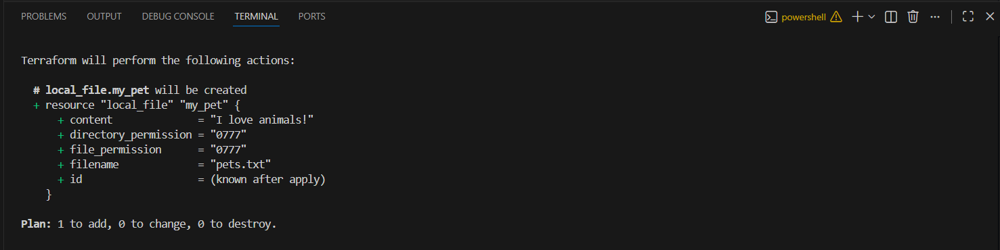 PROBLEMS OUTPUT DEBUG CONSOLE TERMINAL PORTS powershell
Terraform will perform the following actions:
# local_file.my_pet will be created
+ resource "local_file" "my_pet" {
+ content = "I love animals!"
+ directory_permission = "0777"
+ file_permission = "0777"
+ filename = "pets.txt"
+ id = (known after apply)
}
Plan: 1 to add, 0 to change, 0 to destroy.